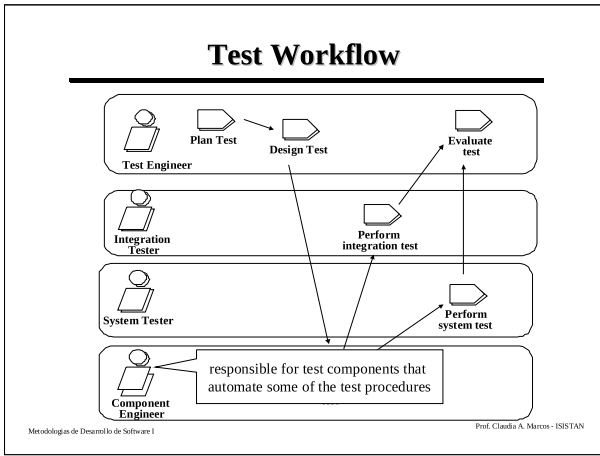 Test Workflow
Plan Test
Design Test
Evaluate
test
Test Engineer
Perform
integration test
Integration
Tester
Perform
system test
System Tester
responsible for test components that
automate some of the test procedures
Component
Engineer
Metodologias de Desarrollo de Software I
Prof. Claudia A. Marcos - ISISTAN